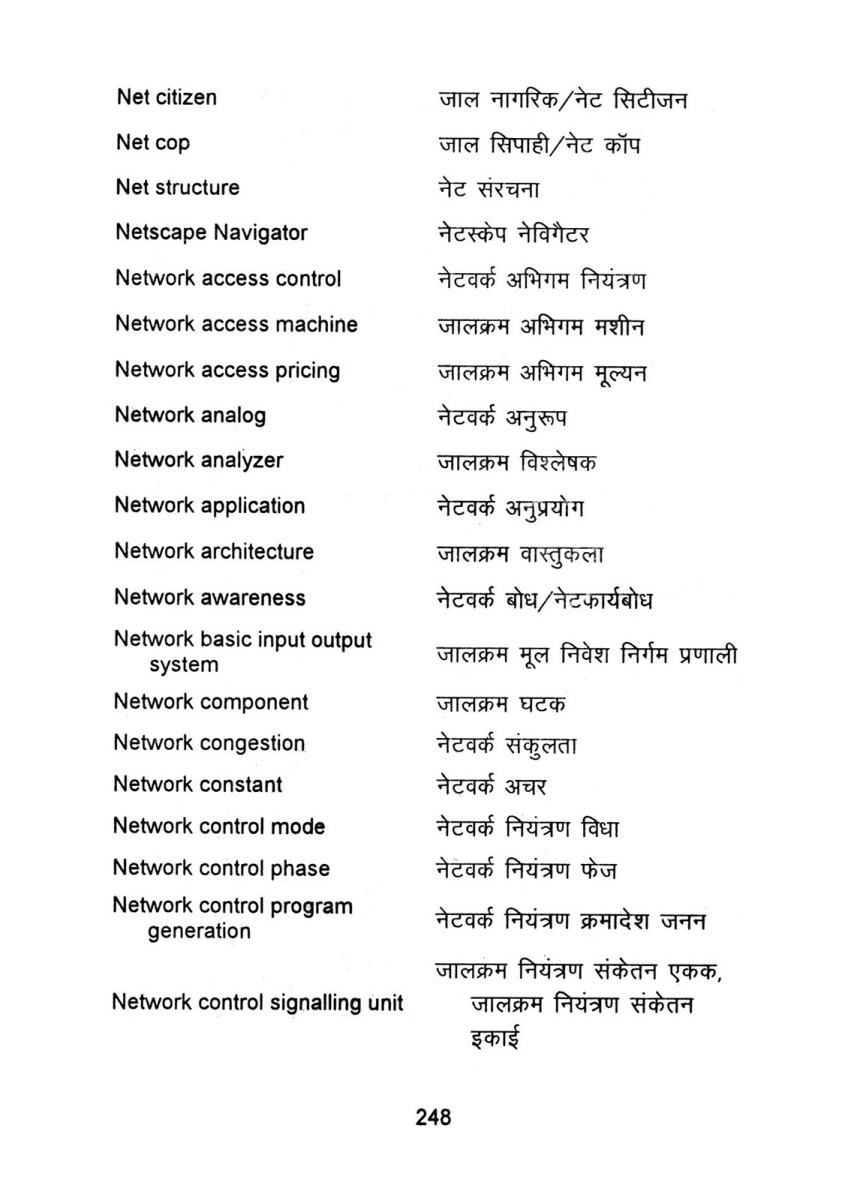 Net citizen जाल नागरिक/नेट सिटीजन
Net cop जाल सिपाही/नेट कॉप
Net structure नेट संरचना
Netscape Navigator नेटस्केप नेविगैटर
Network access control नेटवर्क अभिगम नियंत्रण
Network access machine जालक्रम अभिगम मशीन
Network access pricing जालक्रम अभिगम मूल्यन
Network analog नेटवर्क अनुरूप
Network analyzer जालक्रम विश्लेषक
Network application नेटवर्क अनुप्रयोग
Network architecture जालक्रम वास्तुकला
Network awareness नेटवर्क बोध/नेटकार्यबोध
Network basic input output
system जालक्रम मूल निवेश निर्गम प्रणाली
Network component जालक्रम घटक
Network congestion नेटवर्क संकुलता
Network constant नेटवर्क अचर
Network control mode नेटवर्क नियंत्रण विधा
Network control phase नेटवर्क नियंत्रण फेज
Network control program
generation नेटवर्क नियंत्रण क्रमादेश जनन
जालक्रम नियंत्रण संकेतन एकक,
Network control signalling unit जालक्रम नियंत्रण संकेतन
इकाई
248